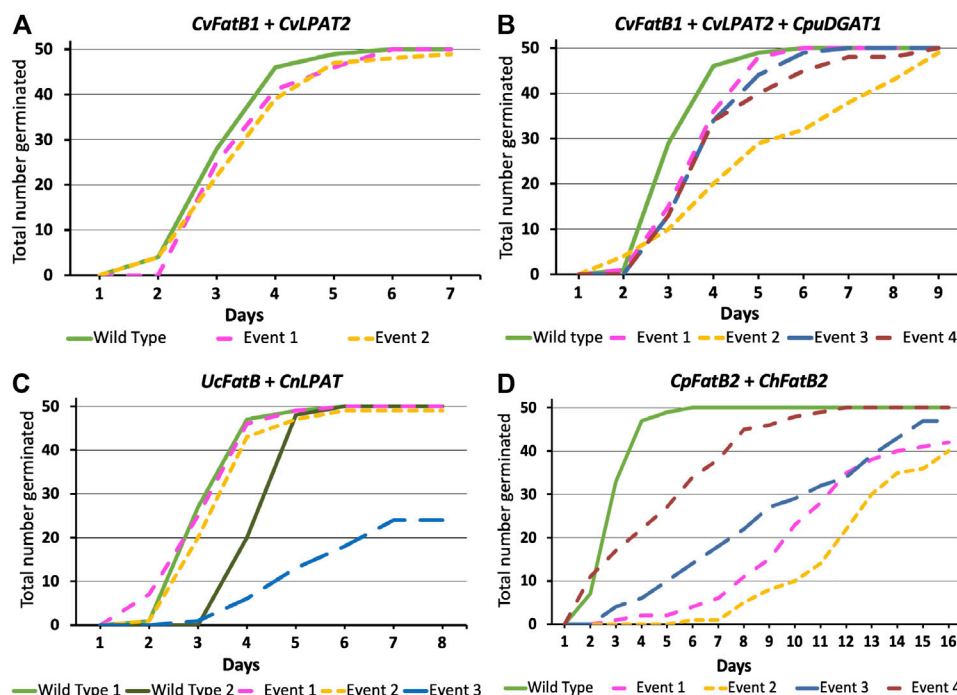 A
CvFatB1 + CvLPAT2
Total number germinated
50
40
30
20
10
0
1 2 3 4 5 6 7
Days
Wild Type Event 1 Event 2
B
CvFatB1 + CvLPAT2 + CpuDGAT1
Total number germinated
50
40
30
20
10
0
1 2 3 4 5 6 7 8 9
Days
Wild type Event 1 Event 2 Event 3 Event 4
C
UcFatB + CnLPAT
Total number germinated
50
40
30
20
10
0
1 2 3 4 5 6 7 8
Days
Wild Type 1 Wild Type 2 Event 1 Event 2 Event 3
D
CpFatB2 + ChFatB2
Total number germinated
50
40
30
20
10
0
1 2 3 4 5 6 7 8 9 10 11 12 13 14 15 16
Days
Wild Type Event 1 Event 2 Event 3 Event 4